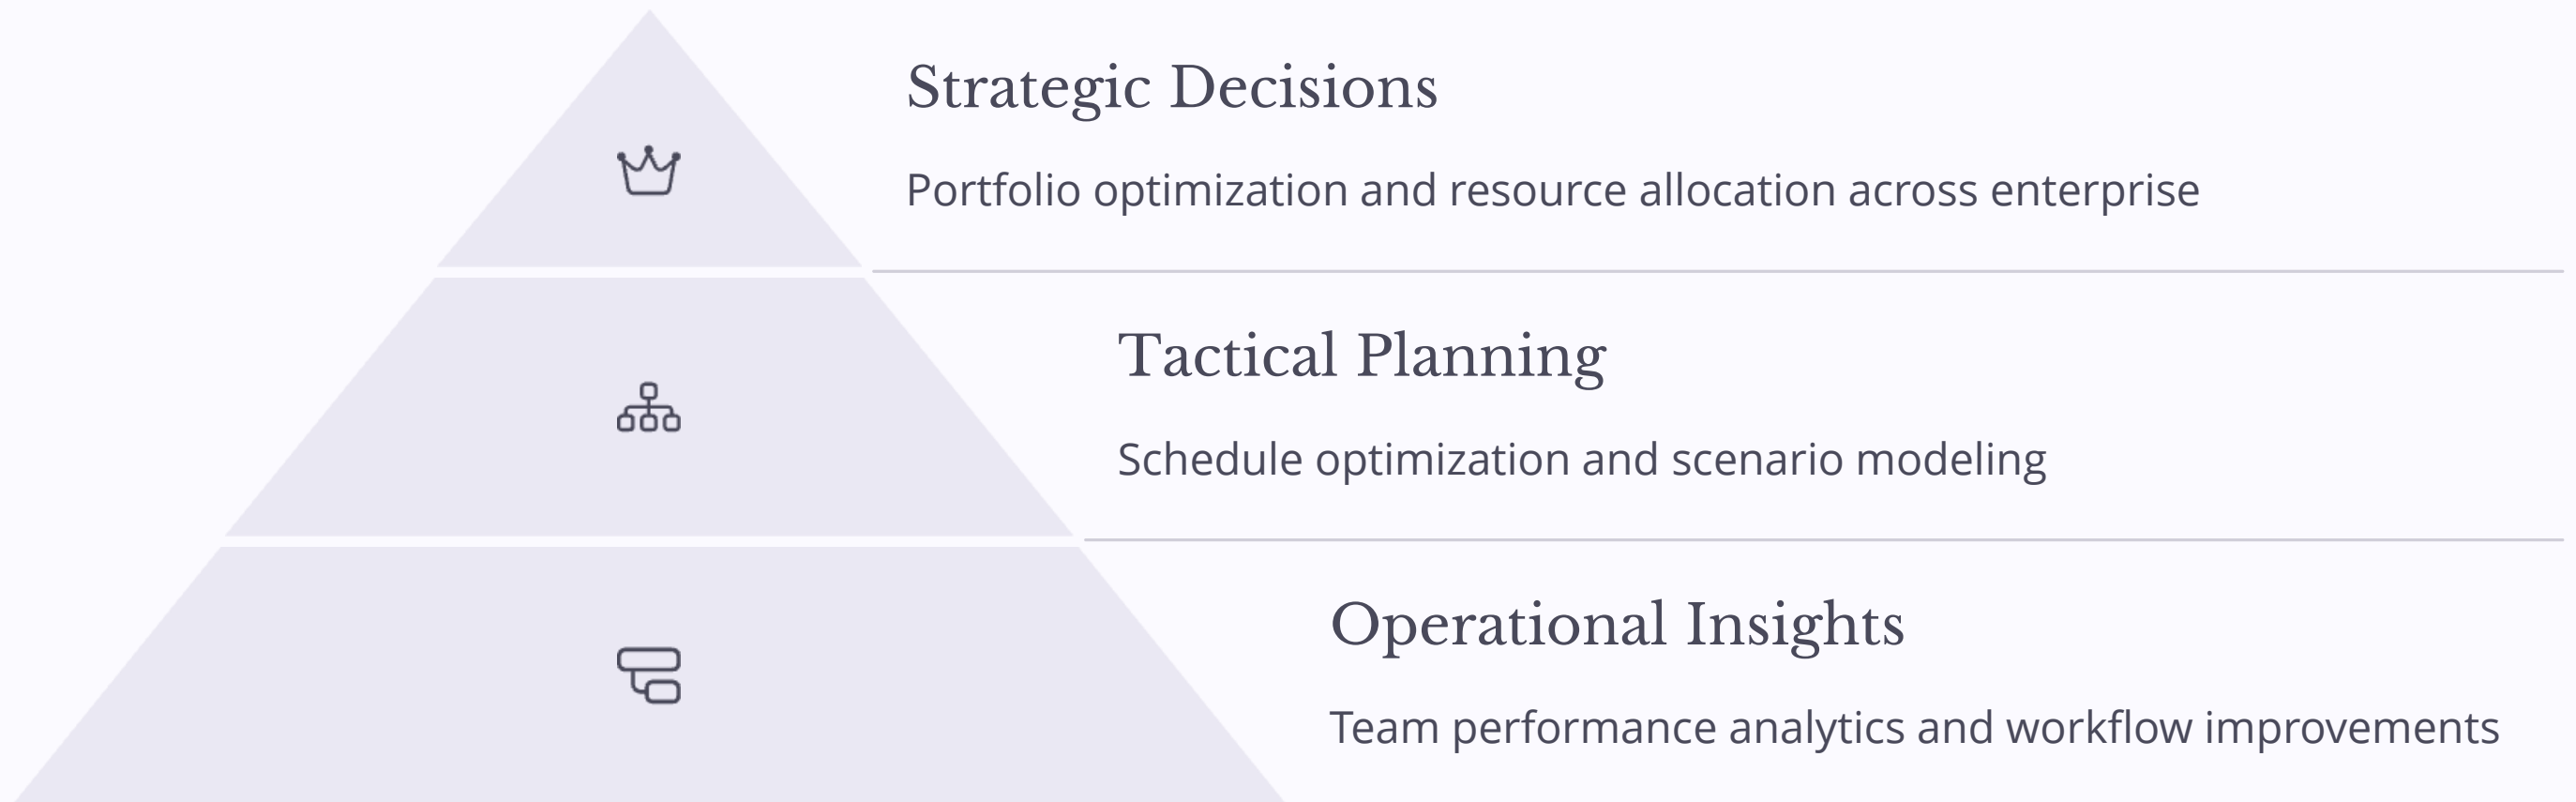 Strategic Decisions
Portfolio optimization and resource allocation across enterprise
Tactical Planning
Schedule optimization and scenario modeling
Operational Insights
Team performance analytics and workflow improvements